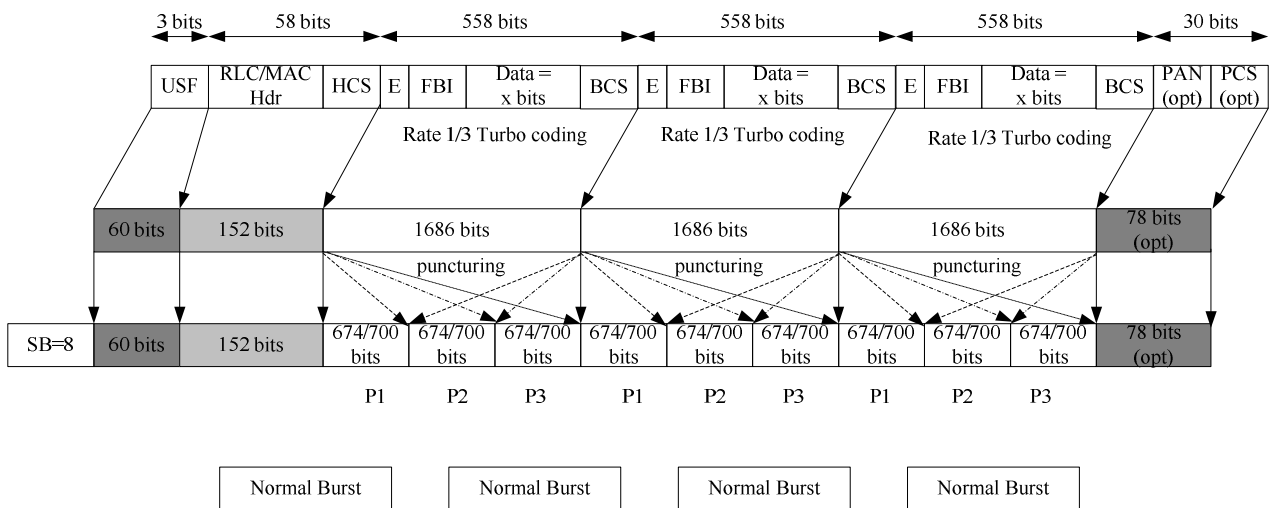 3 bits 58 bits 558 bits 558 bits 558 bits 30 bits
USF RLC/MAC Hdr HCS E FBI Data = x bits BCS E FBI Data = x bits BCS E FBI Data = x bits BCS PAN (opt) PCS (opt)
Rate 1/3 Turbo coding Rate 1/3 Turbo coding Rate 1/3 Turbo coding
60 bits 152 bits 1686 bits 1686 bits 1686 bits 78 bits (opt)
puncturing puncturing puncturing
SB=8 60 bits 152 bits 674/700 bits 674/700 bits 674/700 bits 674/700 bits 674/700 bits 674/700 bits 674/700 bits 674/700 bits 674/700 bits 78 bits (opt)
P1 P2 P3 P1 P2 P3 P1 P2 P3
Normal Burst Normal Burst Normal Burst Normal Burst